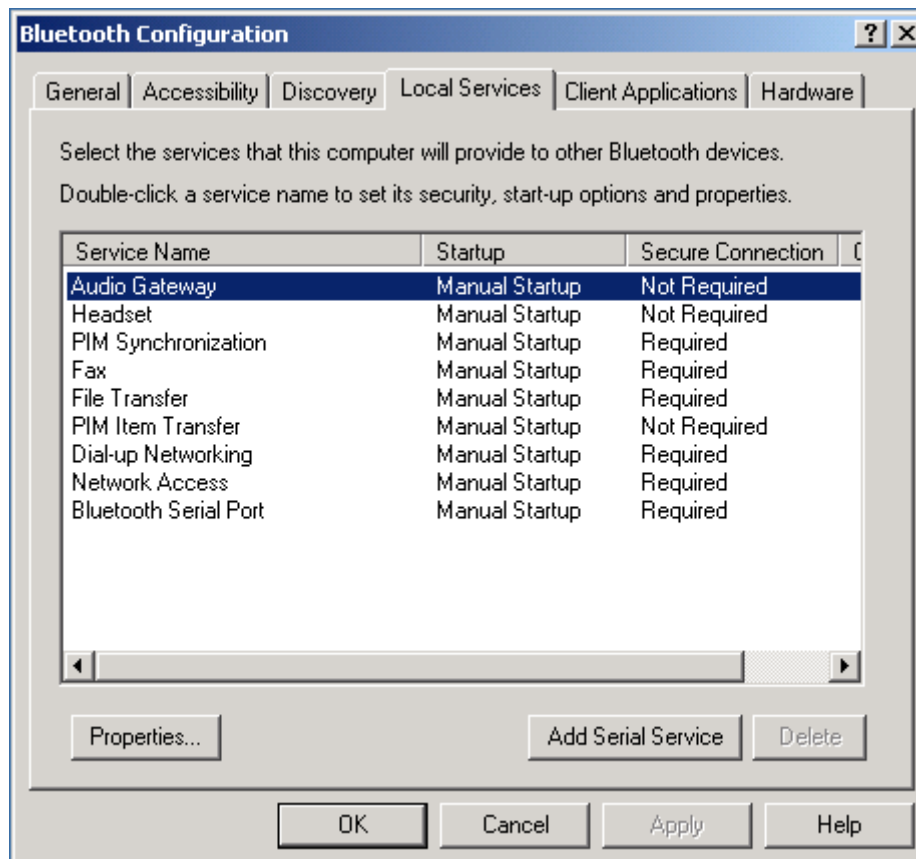 Bluetooth Configuration
General Accessibility Discovery Local Services Client Applications Hardware
Select the services that this computer will provide to other Bluetooth devices.
Double-click a service name to set its security, start-up options and properties.
Service Name Startup Secure Connection
Audio Gateway Manual Startup Not Required
Headset Manual Startup Not Required
PIM Synchronization Manual Startup Required
Fax Manual Startup Required
File Transfer Manual Startup Required
PIM Item Transfer Manual Startup Not Required
Dial-up Networking Manual Startup Required
Network Access Manual Startup Required
Bluetooth Serial Port Manual Startup Required
Properties... Add Serial Service Delete
OK Cancel Apply Help